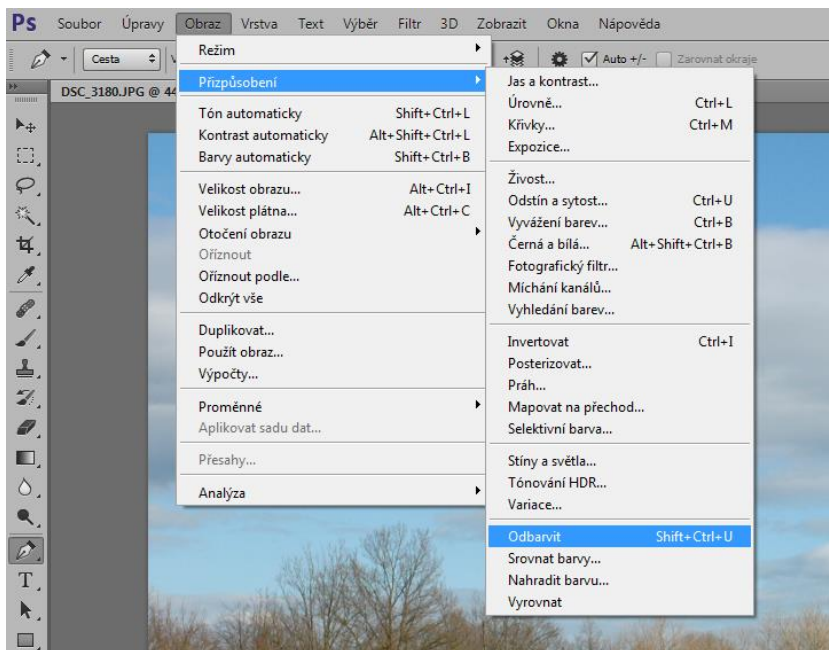 Ps Soubor Úpravy Obraz Vrstva Text Výběr Filtr 3D Zobrazit Okna Nápověda
Cesta Auto +/- Zarovnat okraje
DSC_3180.JPG @ 44
Režim
Přizpůsobení
Tón automaticky Shift+Ctrl+L
Kontrast automaticky Alt+Shift+Ctrl+L
Barvy automaticky Shift+Ctrl+B
Velikost obrazu... Alt+Ctrl+I
Velikost plátna... Alt+Ctrl+C
Otočení obrazu
Oříznout
Oříznout podle...
Odkrýt vše
Duplikovat...
Použít obraz...
Výpočty...
Proměnné
Aplikovat sadu dat...
Přesahy...
Analýza
Jas a kontrast...
Úrovně... Ctrl+L
Křivky... Ctrl+M
Expozice...
Živost...
Odstín a sytost... Ctrl+U
Vyvážení barev... Ctrl+B
Černá a bílá... Alt+Shift+Ctrl+B
Fotografický filtr...
Míchání kanálů...
Vyhledání barev...
Invertovat Ctrl+I
Posterizovat...
Práh...
Mapovat na přechod...
Selektivní barva...
Stíny a světla...
Tónování HDR...
Variace...
Odbarvit Shift+Ctrl+U
Srovnat barvy...
Nahradit barvu...
Vyrovnat
T